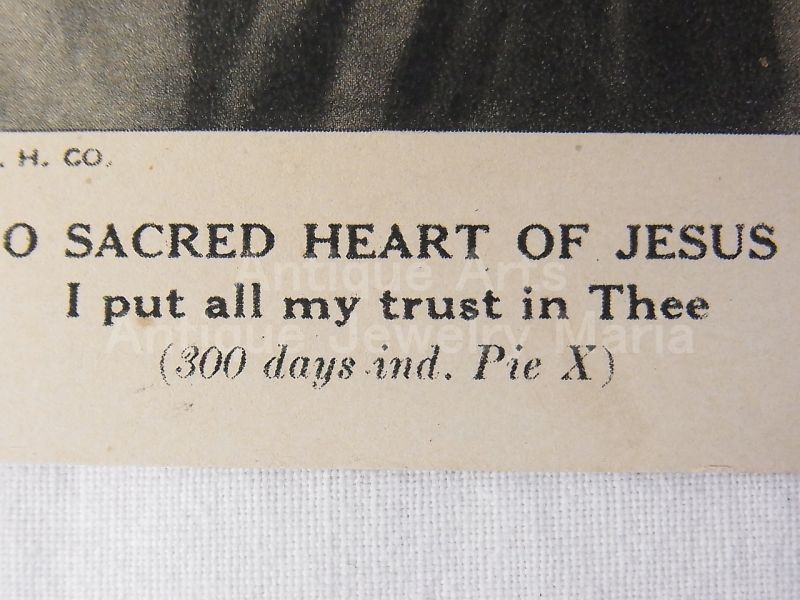 . H. CO.
O SACRED HEART OF JESUS
Antique Arts
I put all my trust in Thee
Antique Jewelry Maria
(300 days ind. Pie X)